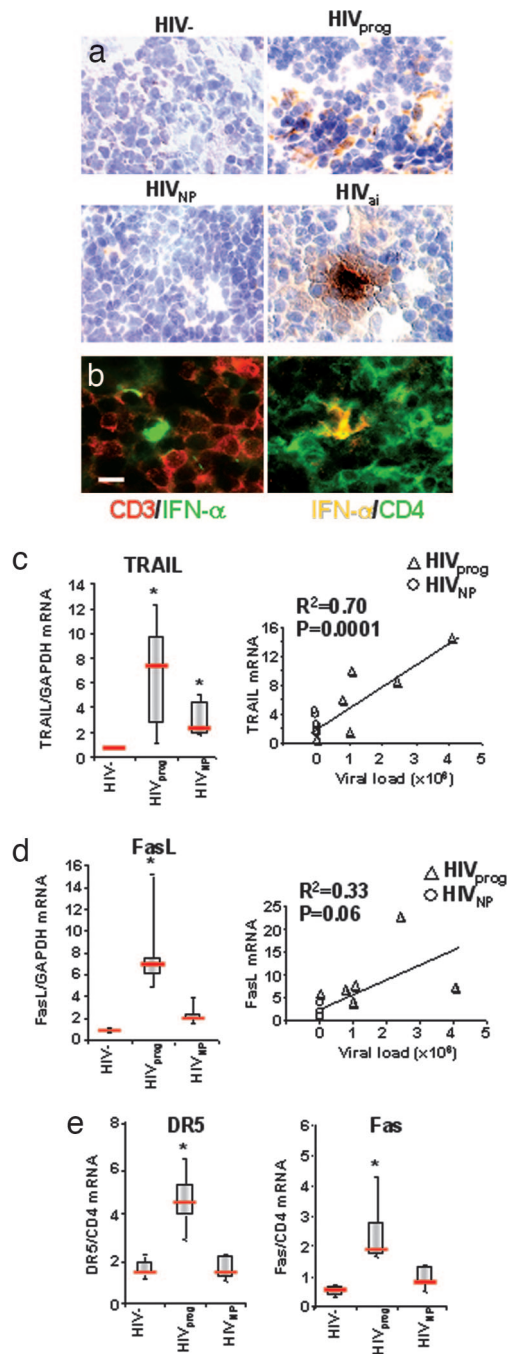 HIV- HIVprog
a
HIVNP HIVai
b
CD3/IFN-α IFN-α/CD4
c
TRAIL
TRAIL/GAPDH mRNA
14
12
10
8
6
4
2
0
*
*
HIV-
HIVprog
HIVNP
△ HIVprog
○ HIVNP
R²=0.70
P=0.0001
TRAIL mRNA
16
12
8
4
0
0 1 2 3 4 5
Viral load (×10⁶)
d
FasL
FasL/GAPDH mRNA
16
14
12
10
8
6
4
2
0
*
HIV-
HIVprog
HIVNP
△ HIVprog
○ HIVNP
R²=0.33
P=0.06
FasL mRNA
25
20
15
10
5
0
0 1 2 3 4 5
Viral load (×10⁶)
e
DR5
DR5/CD4 mRNA
8
6
4
2
0
*
HIV-
HIVprog
HIVNP
Fas
Fas/CD4 mRNA
6
5
4
3
2
1
0
*
HIV-
HIVprog
HIVNP